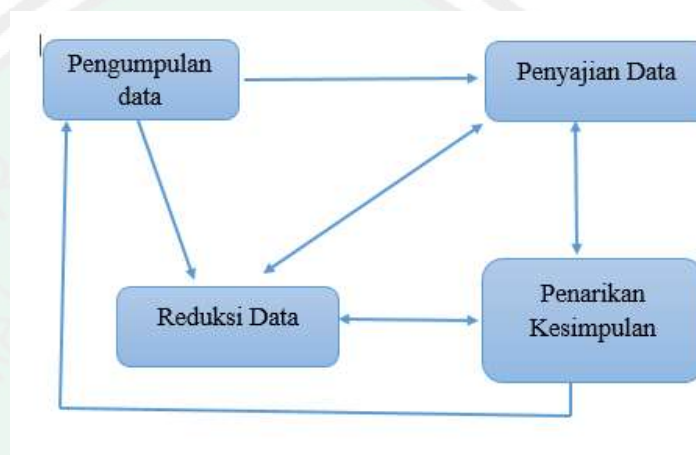 Pengumpulan
data
Penyajian Data
Reduksi Data
Penarikan
Kesimpulan